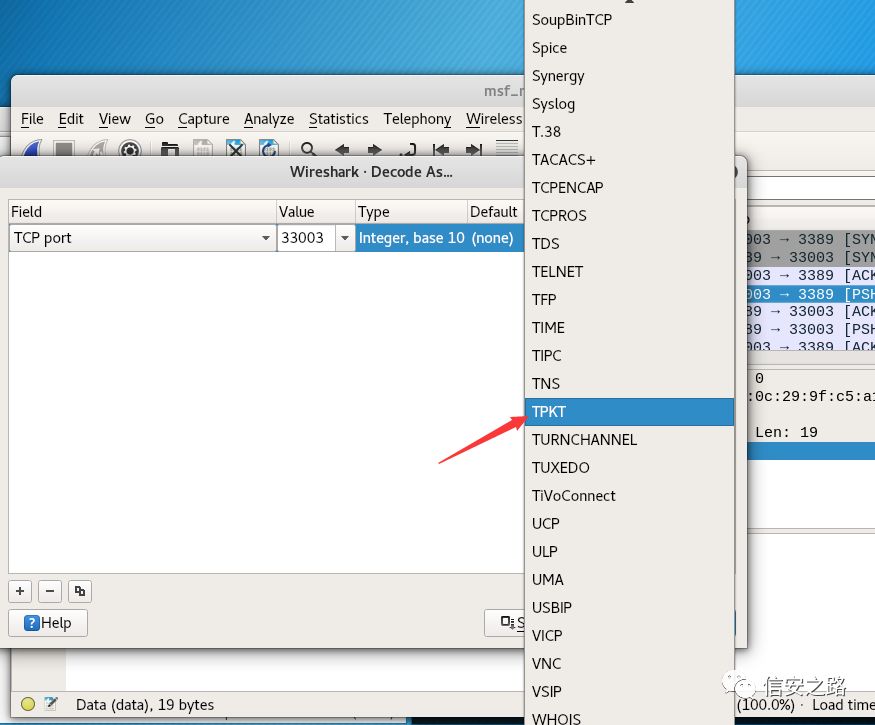 SoupBinTCP
Spice
Synergy
Syslog
T.38
TACACS+
TCPENCAP
TCPROS
TDS
TELNET
TFP
TIME
TIPC
TNS
TPKT
TURNCHANNEL
TUXEDO
TiVoConnect
UCP
ULP
UMA
USBIP
VICP
VNC
VSIP
WHOIS
msf_
File Edit View Go Capture Analyze Statistics Telephony Wireless
Wireshark · Decode As...
Field Value Type Default
TCP port 33003 Integer, base 10 (none)
003 → 3389 [SYN
89 → 33003 [SYN
003 → 3389 [ACK
003 → 3389 [PSH
89 → 33003 [ACK
89 → 33003 [PSH
003 → 3389 [ACK
0
:0c:29:9f:c5:a1
Len: 19
+ −
Help
S
Data (data), 19 bytes
(100.0%) · Load time
信安之路